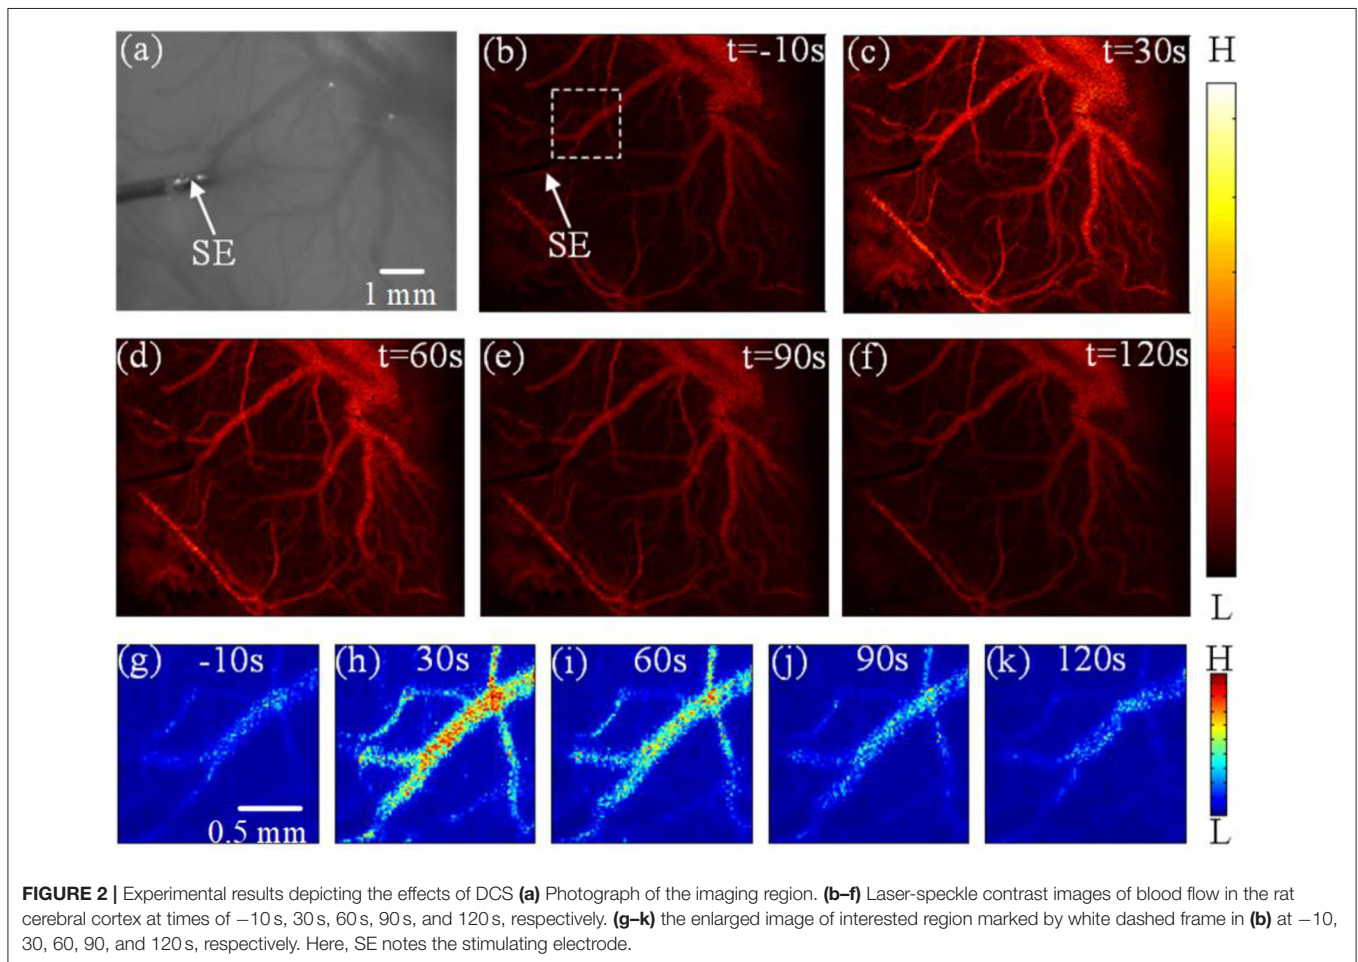 (a)
SE
1 mm
(b) t=-10s
SE
(c) t=30s
H
L
(d) t=60s
(e) t=90s
(f) t=120s
(g) -10s
0.5 mm
(h) 30s
(i) 60s
(j) 90s
(k) 120s
H
L
FIGURE 2 | Experimental results depicting the effects of DCS (a) Photograph of the imaging region. (b–f) Laser-speckle contrast images of blood flow in the rat
cerebral cortex at times of −10 s, 30 s, 60 s, 90 s, and 120 s, respectively. (g–k) the enlarged image of interested region marked by white dashed frame in (b) at −10,
30, 60, 90, and 120 s, respectively. Here, SE notes the stimulating electrode.